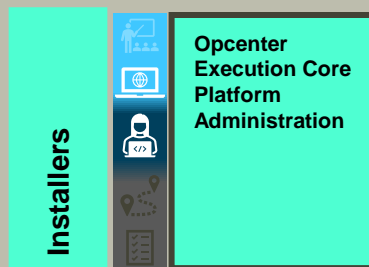 Installers
Opcenter
Execution Core
Platform
Administration